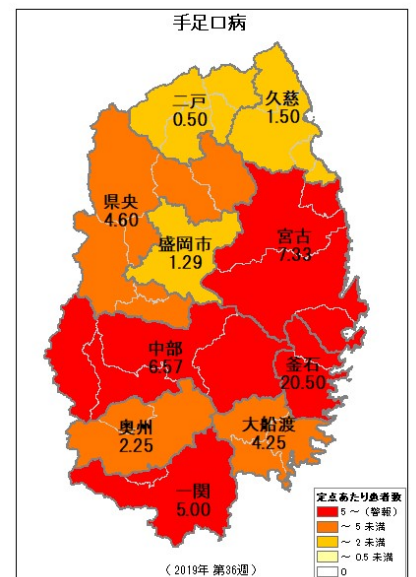 手足口病
二戸
0.50
久慈
1.50
県央
4.60
盛岡市
1.29
宮古
7.33
中部
6.57
釜石
20.50
奥州
2.25
大船渡
4.25
一関
5.00
定点あたり患者数
5 ～ （警報）
～ 5 未満
～ 2 未満
～ 0.5 未満
0
（ 2019年 第36週 ）